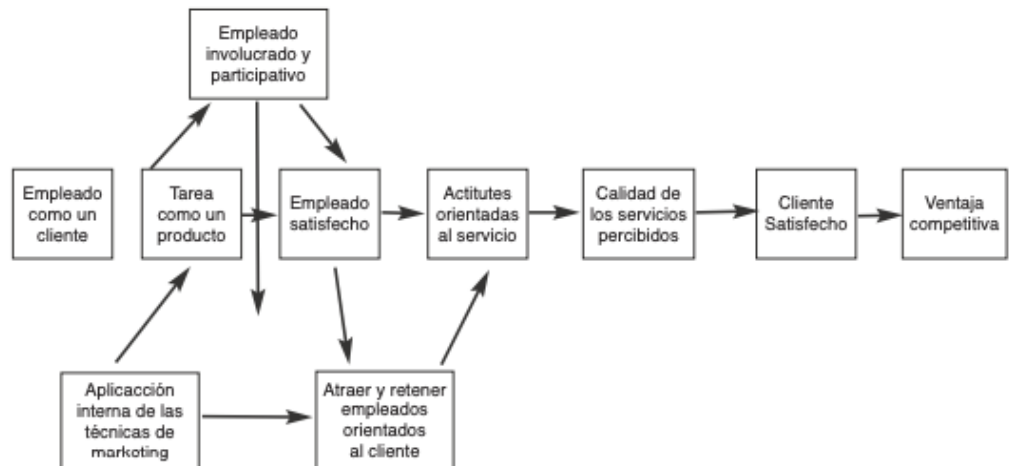 Empleado
involucrado y
participativo
Empleado
como un
cliente
Tarea
como un
producto
Empleado
satisfecho
Actitutes
orientadas
al servicio
Calidad de
los servicios
percibidos
Cliente
Satisfecho
Ventaja
competitiva
Aplicacción
interna de las
técnicas de
marketing
Atraer y retener
empleados
orientados
al cliente